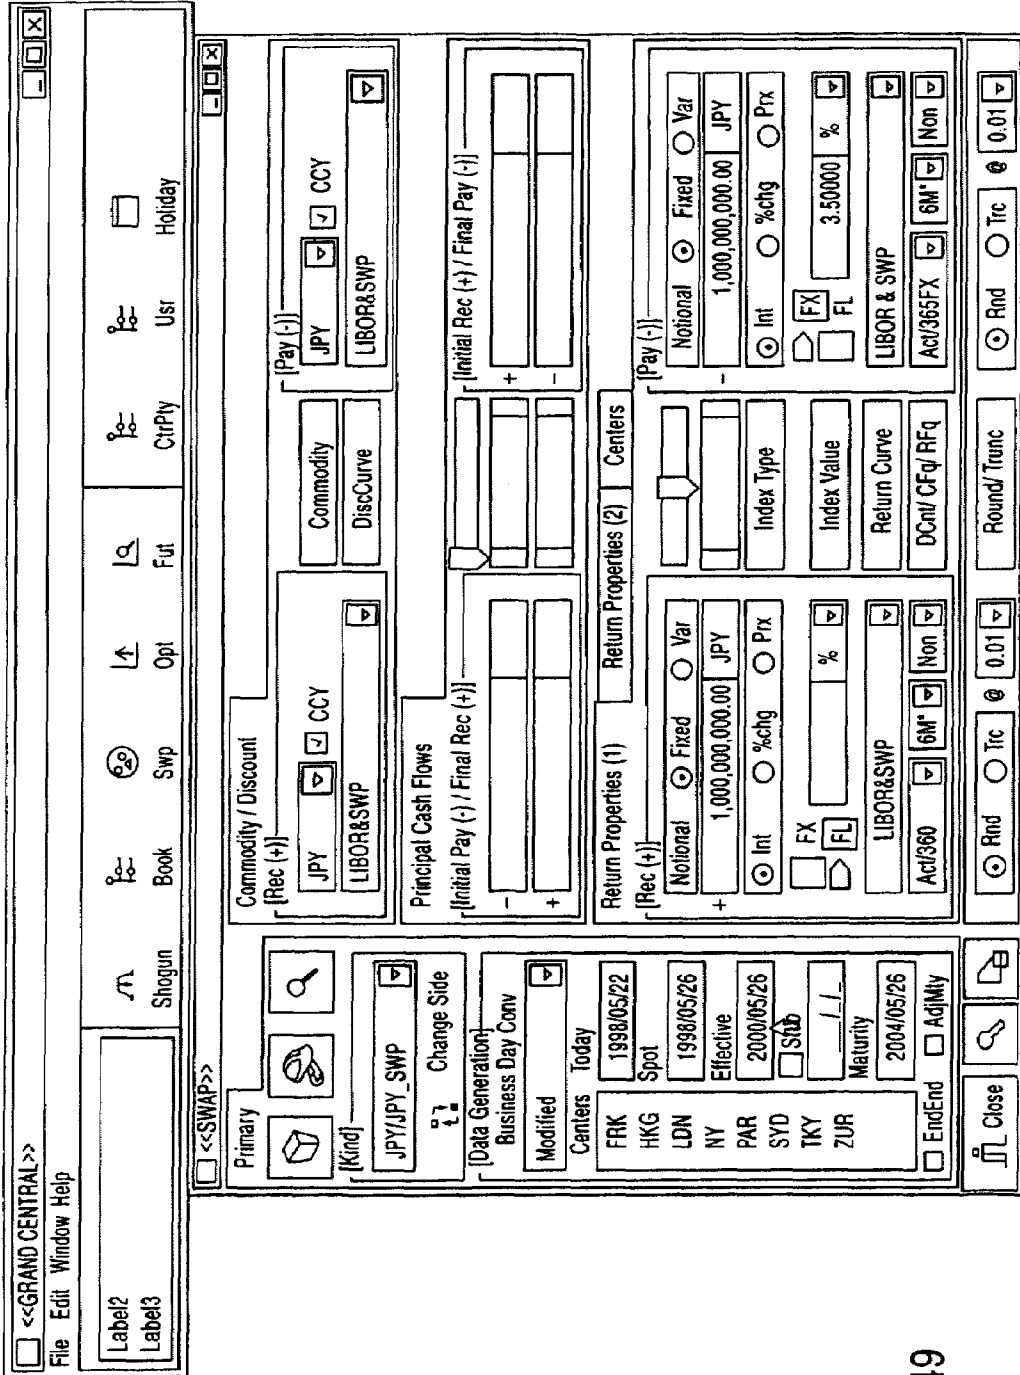 <<GRAND CENTRAL>>
File Edit Window Help
Label2
Label3
Shogun Book Swp Opt Fut CtrPty Usr Holiday
<<SWAP>>
Primary
[Kind]
JPY/JPY_SWP
Change Side
[Data Generation]
Business Day Conv
Modified
Centers Today
FRK
HKG
LDN
NY
PAR
SYD
TKY
ZUR
1998/05/22
Spot
1998/05/26
Effective
2000/05/26
Stub
_/_/_
Maturity
2004/05/26
EndEnd AdjMty
Close
Commodity / Discount
[Rec (+)]
JPY CCY
LIBOR&SWP
Commodity
DiscCurve
[Pay (-)]
JPY CCY
LIBOR&SWP
Principal Cash Flows
[Initial Pay (-) / Final Rec (+)]
-
+
[Initial Rec (+) / Final Pay (-)]
+
-
Return Properties (1) Return Properties (2) Centers
[Rec (+)]
Notional Fixed Var
+ 1,000,000,000.00 JPY
Int %chg Prx
FX
FL
%
LIBOR&SWP
Act/360 6M* Non
Rnd Trc @ 0.01
Index Type
Index Value
Return Curve
DCnt/ CFq/ RFq
Round/ Trunc
[Pay (-)]
Notional Fixed Var
- 1,000,000,000.00 JPY
Int %chg Prx
FX
FL
3.50000 %
LIBOR & SWP
Act/365FX 6M* Non
Rnd Trc @ 0.01